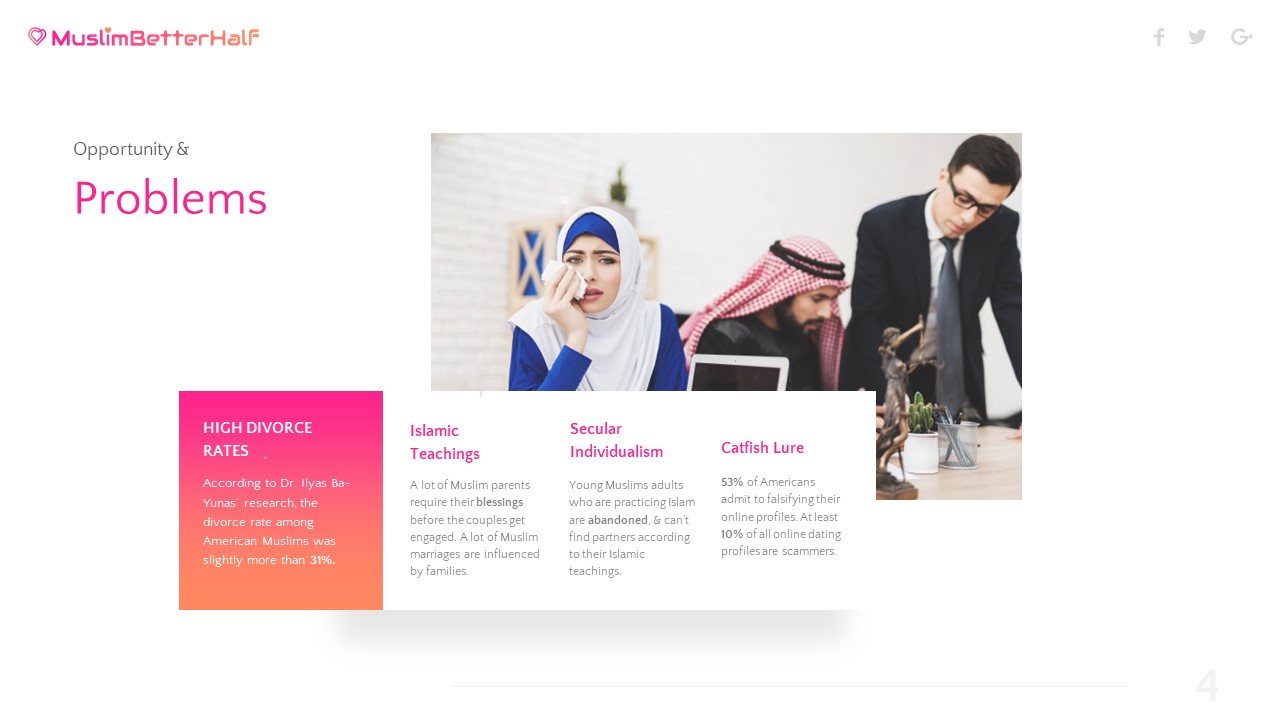 MuslimBetterHalf
Opportunity &
Problems
HIGH DIVORCE
RATES
According to Dr. Ilyas Ba-
Yunas’ research, the
divorce rate among
American Muslims was
slightly more than 31%.
Islamic
Teachings
A lot of Muslim parents
require their blessings
before the couples get
engaged. A lot of Muslim
marriages are influenced
by families.
Secular
Individualism
Young Muslims adults
who are practicing Islam
are abandoned, & can’t
find partners according
to their Islamic
teachings.
Catfish Lure
53% of Americans
admit to falsifying their
online profiles. At least
10% of all online dating
profiles are scammers.
4